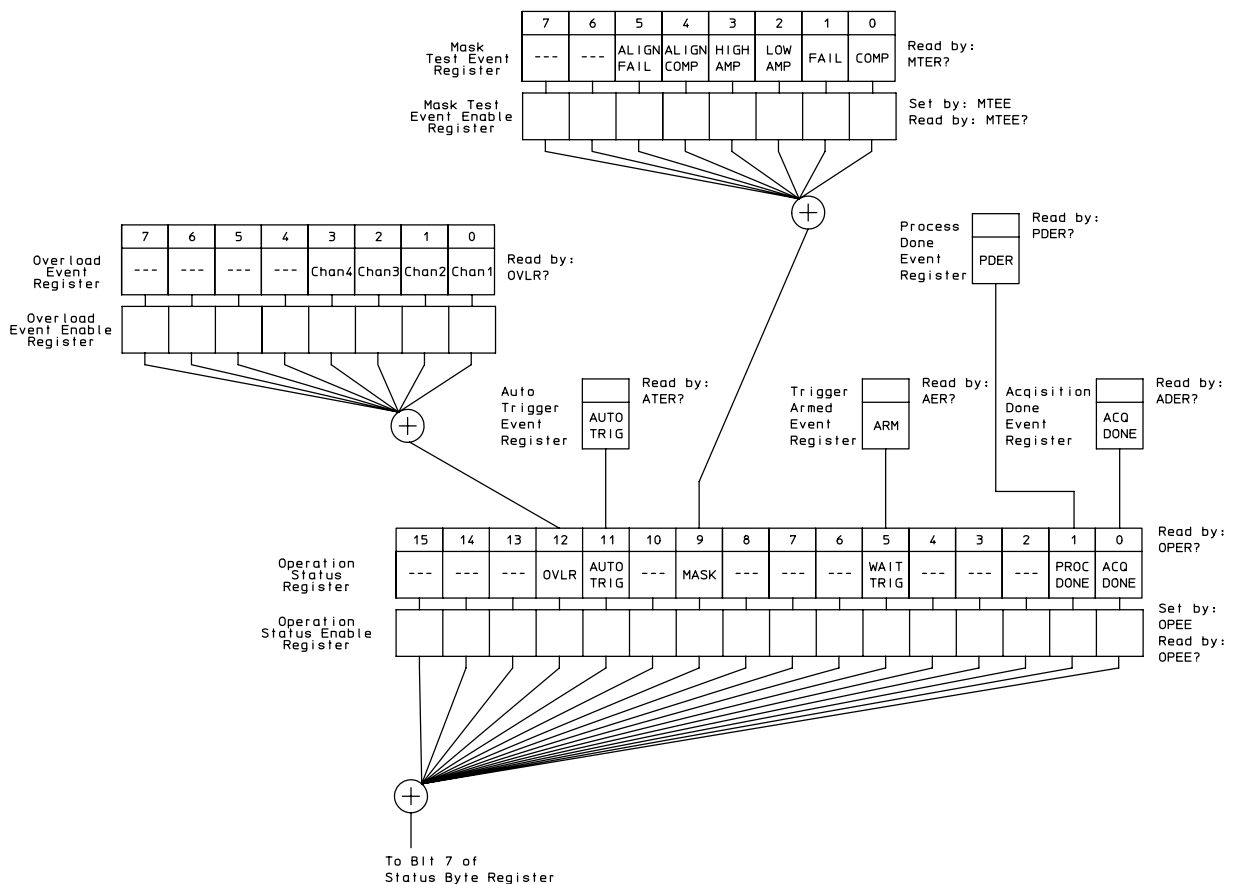 7 6 5 4 3 2 1 0
Mask
Test Event
Register
--- --- ALIGN FAIL ALIGN COMP HIGH AMP LOW AMP FAIL COMP
Read by:
MTER?
Mask Test
Event Enable
Register
Set by: MTEE
Read by: MTEE?
7 6 5 4 3 2 1 0
Overload
Event
Register
--- --- --- --- Chan4 Chan3 Chan2 Chan1
Read by:
OVLR?
Overload
Event Enable
Register
Process
Done
Event
Register
PDER
Read by:
PDER?
Auto
Trigger
Event
Register
AUTO
TRIG
Read by:
ATER?
Trigger
Armed
Event
Register
ARM
Read by:
AER?
Acquisition
Done
Event
Register
ACQ
DONE
Read by:
ADER?
15 14 13 12 11 10 9 8 7 6 5 4 3 2 1 0
Operation
Status
Register
--- --- --- OVLR AUTO TRIG --- MASK --- --- --- WAIT TRIG --- --- --- PROC DONE ACQ DONE
Read by:
OPER?
Operation
Status Enable
Register
Set by:
OPEE
Read by:
OPEE?
To BIt 7 of
Status Byte Register